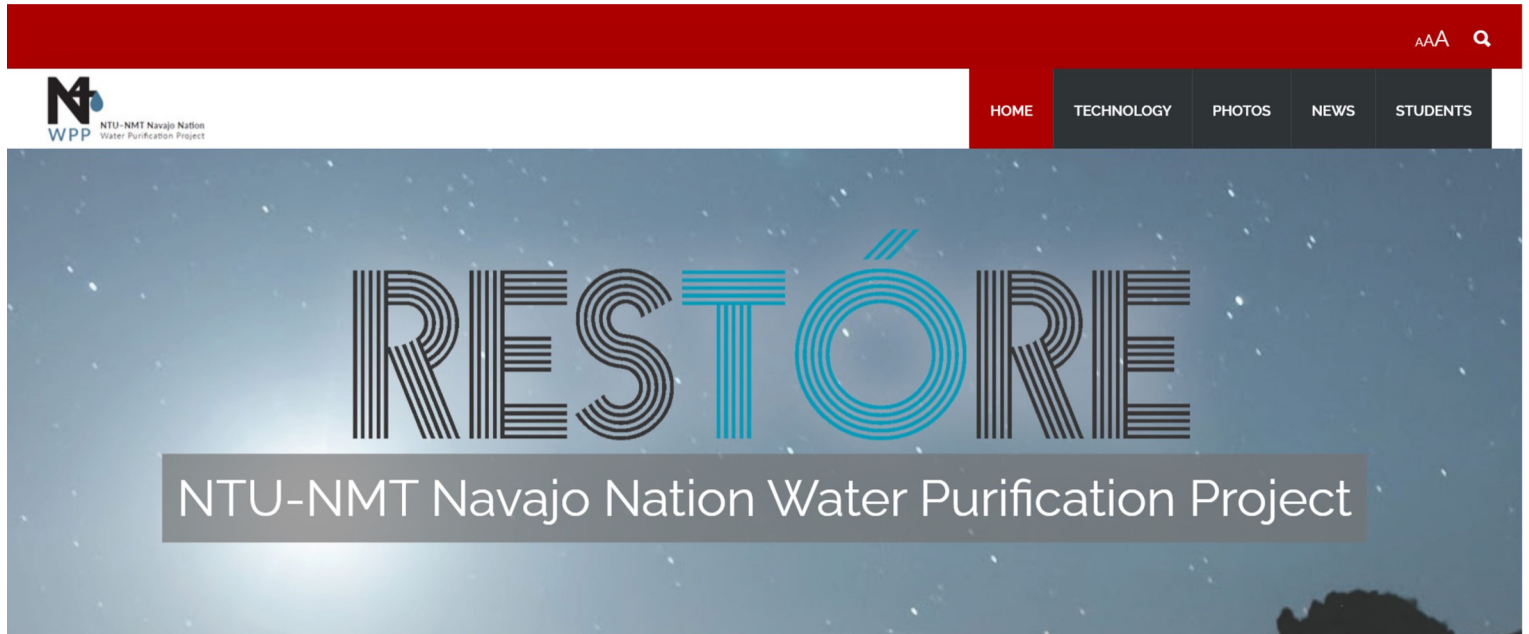 AAA
HOME TECHNOLOGY PHOTOS NEWS STUDENTS
N4
WPP
NTU-NMT Navajo Nation
Water Purification Project
RESTÓRE
NTU-NMT Navajo Nation Water Purification Project